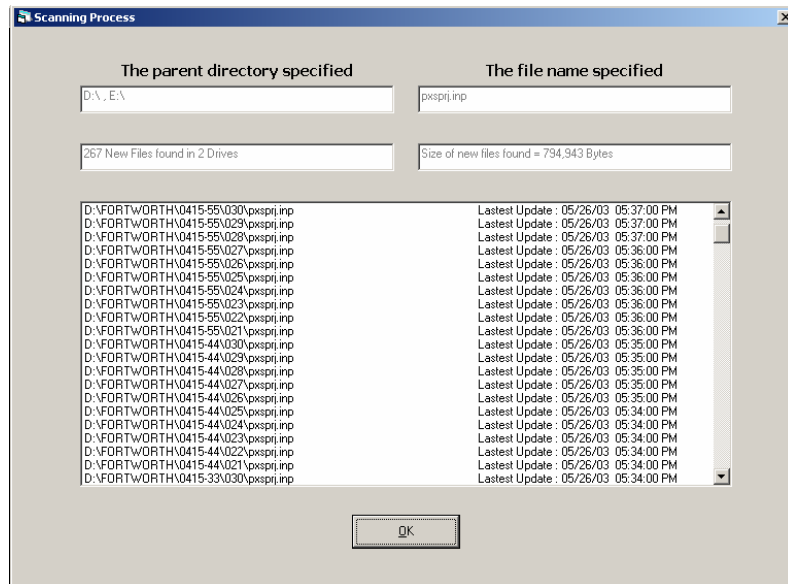 Scanning Process
The parent directory specified The file name specified
D:\ , E:\ pxsprj.inp
267 New Files found in 2 Drives Size of new files found = 794,943 Bytes
D:\FORTWORTH\0415-55\030\pxsprj.inp Lastest Update : 05/26/03 05:37:00 PM
D:\FORTWORTH\0415-55\029\pxsprj.inp Lastest Update : 05/26/03 05:37:00 PM
D:\FORTWORTH\0415-55\028\pxsprj.inp Lastest Update : 05/26/03 05:37:00 PM
D:\FORTWORTH\0415-55\027\pxsprj.inp Lastest Update : 05/26/03 05:36:00 PM
D:\FORTWORTH\0415-55\026\pxsprj.inp Lastest Update : 05/26/03 05:36:00 PM
D:\FORTWORTH\0415-55\025\pxsprj.inp Lastest Update : 05/26/03 05:36:00 PM
D:\FORTWORTH\0415-55\024\pxsprj.inp Lastest Update : 05/26/03 05:36:00 PM
D:\FORTWORTH\0415-55\023\pxsprj.inp Lastest Update : 05/26/03 05:36:00 PM
D:\FORTWORTH\0415-55\022\pxsprj.inp Lastest Update : 05/26/03 05:36:00 PM
D:\FORTWORTH\0415-55\021\pxsprj.inp Lastest Update : 05/26/03 05:36:00 PM
D:\FORTWORTH\0415-44\030\pxsprj.inp Lastest Update : 05/26/03 05:35:00 PM
D:\FORTWORTH\0415-44\029\pxsprj.inp Lastest Update : 05/26/03 05:35:00 PM
D:\FORTWORTH\0415-44\028\pxsprj.inp Lastest Update : 05/26/03 05:35:00 PM
D:\FORTWORTH\0415-44\027\pxsprj.inp Lastest Update : 05/26/03 05:35:00 PM
D:\FORTWORTH\0415-44\026\pxsprj.inp Lastest Update : 05/26/03 05:35:00 PM
D:\FORTWORTH\0415-44\025\pxsprj.inp Lastest Update : 05/26/03 05:34:00 PM
D:\FORTWORTH\0415-44\024\pxsprj.inp Lastest Update : 05/26/03 05:34:00 PM
D:\FORTWORTH\0415-44\023\pxsprj.inp Lastest Update : 05/26/03 05:34:00 PM
D:\FORTWORTH\0415-44\022\pxsprj.inp Lastest Update : 05/26/03 05:34:00 PM
D:\FORTWORTH\0415-44\021\pxsprj.inp Lastest Update : 05/26/03 05:34:00 PM
D:\FORTWORTH\0415-33\030\pxsprj.inp Lastest Update : 05/26/03 05:34:00 PM
OK